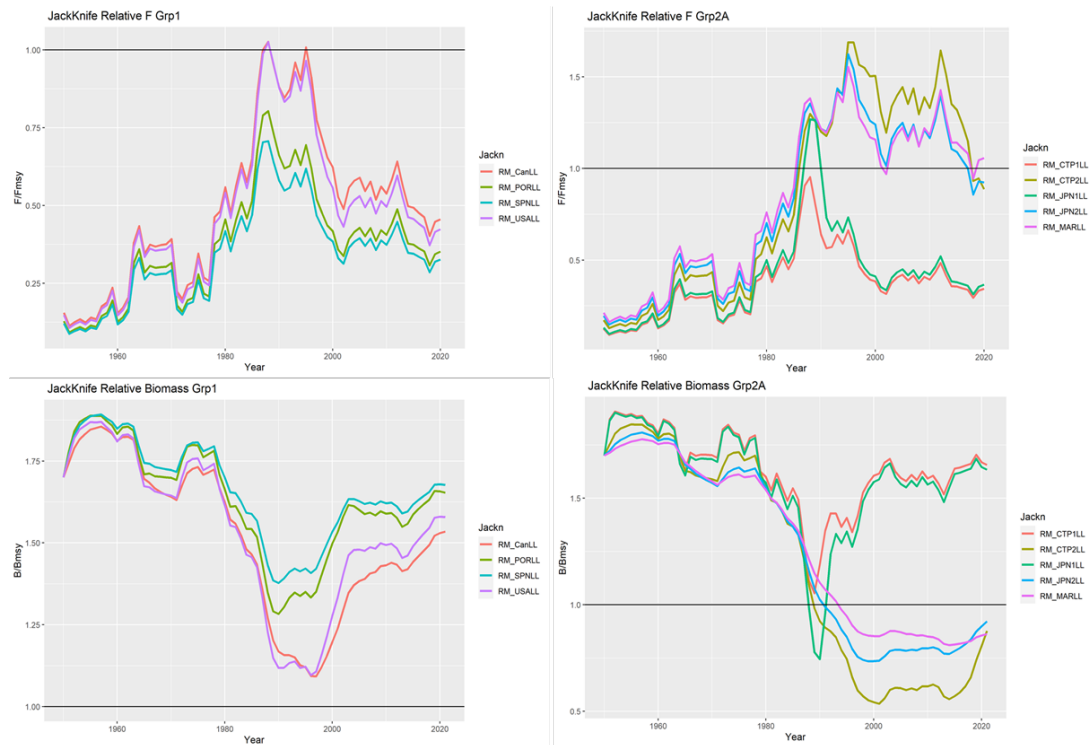 JackKnife Relative F Grp1
1.00
0.75
0.50
0.25
F/Fmsy
1960
1980
2000
2020
Year
Jackn
RM_CanLL
RM_PORLL
RM_SPNLL
RM_USALL
JackKnife Relative F Grp2A
1.5
1.0
0.5
F/Fmsy
1960
1980
2000
2020
Year
Jackn
RM_CTP1LL
RM_CTP2LL
RM_JPN1LL
RM_JPN2LL
RM_MARLL
JackKnife Relative Biomass Grp1
1.75
1.50
1.25
1.00
B/Bmsy
1960
1980
2000
2020
Year
Jackn
RM_CanLL
RM_PORLL
RM_SPNLL
RM_USALL
JackKnife Relative Biomass Grp2A
1.5
1.0
0.5
B/Bmsy
1960
1980
2000
2020
Year
Jackn
RM_CTP1LL
RM_CTP2LL
RM_JPN1LL
RM_JPN2LL
RM_MARLL